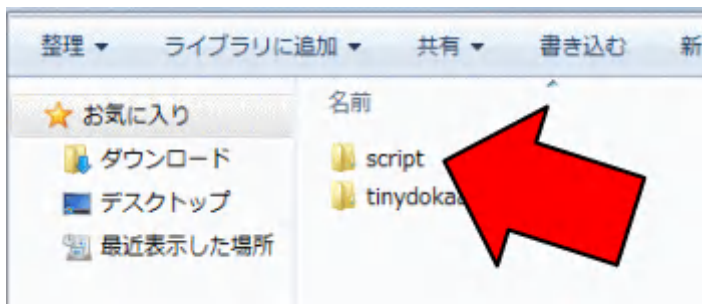 整理 ▼ ライブラリに追加 ▼ 共有 ▼ 書き込む 新
お気に入り
ダウンロード
デスクトップ
最近表示した場所
名前
script